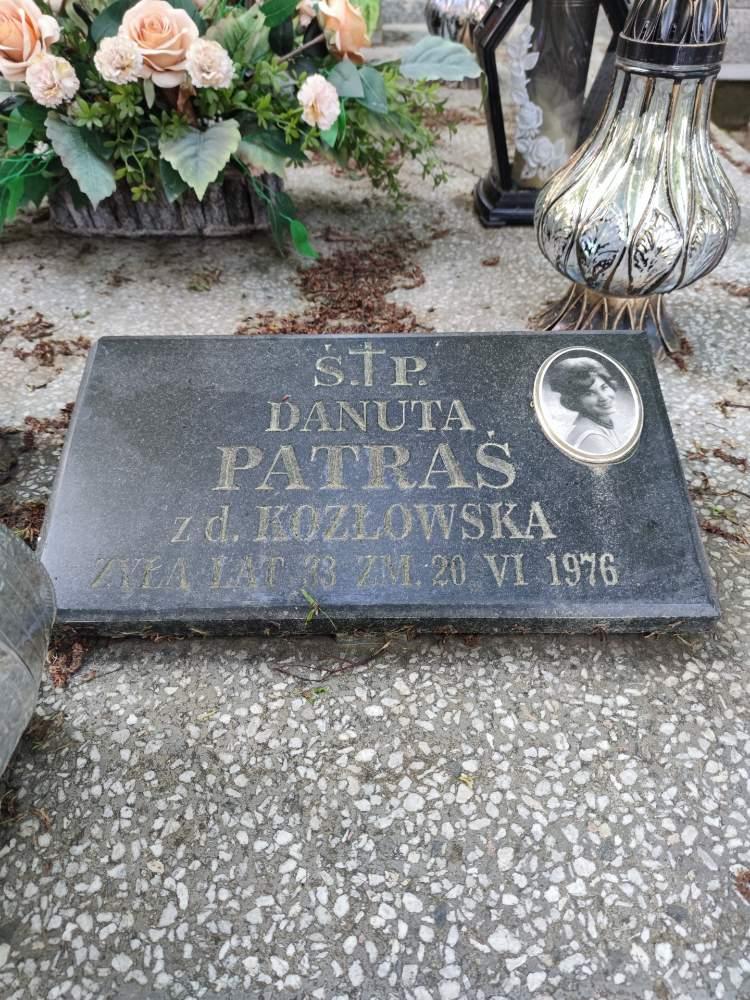 Ś.†P.
DANUTA
PATRAŚ
z d. KOZŁOWSKA
ŻYŁA LAT 33 ZM. 20 VI 1976